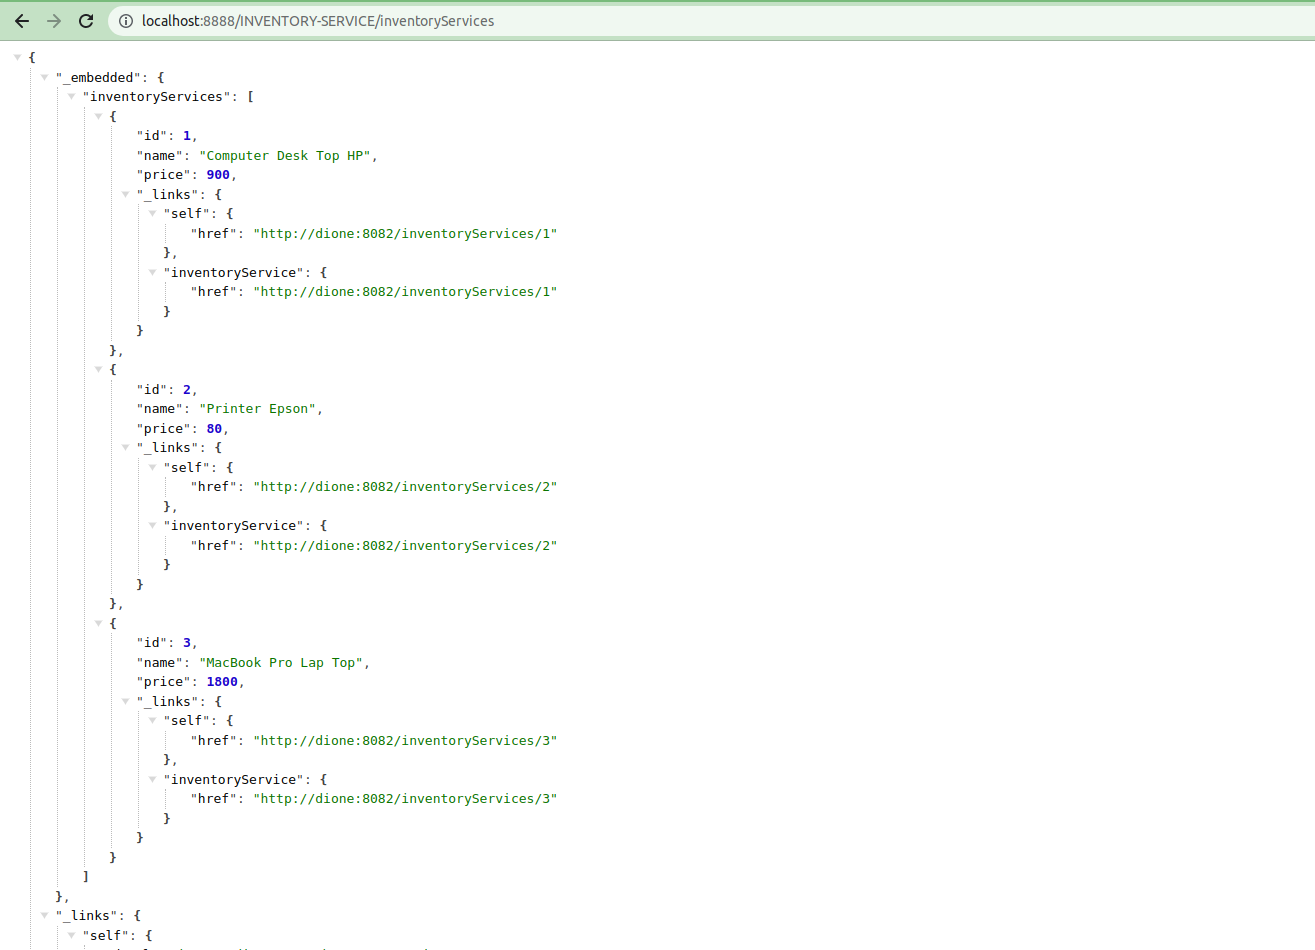 localhost:8888/INVENTORY-SERVICE/inventoryServices
{
"_embedded": {
"inventoryServices": [
{
"id": 1,
"name": "Computer Desk Top HP",
"price": 900,
"_links": {
"self": {
"href": "http://dione:8082/inventoryServices/1"
},
"inventoryService": {
"href": "http://dione:8082/inventoryServices/1"
}
}
},
{
"id": 2,
"name": "Printer Epson",
"price": 80,
"_links": {
"self": {
"href": "http://dione:8082/inventoryServices/2"
},
"inventoryService": {
"href": "http://dione:8082/inventoryServices/2"
}
}
},
{
"id": 3,
"name": "MacBook Pro Lap Top",
"price": 1800,
"_links": {
"self": {
"href": "http://dione:8082/inventoryServices/3"
},
"inventoryService": {
"href": "http://dione:8082/inventoryServices/3"
}
}
}
]
},
"_links": {
"self": {